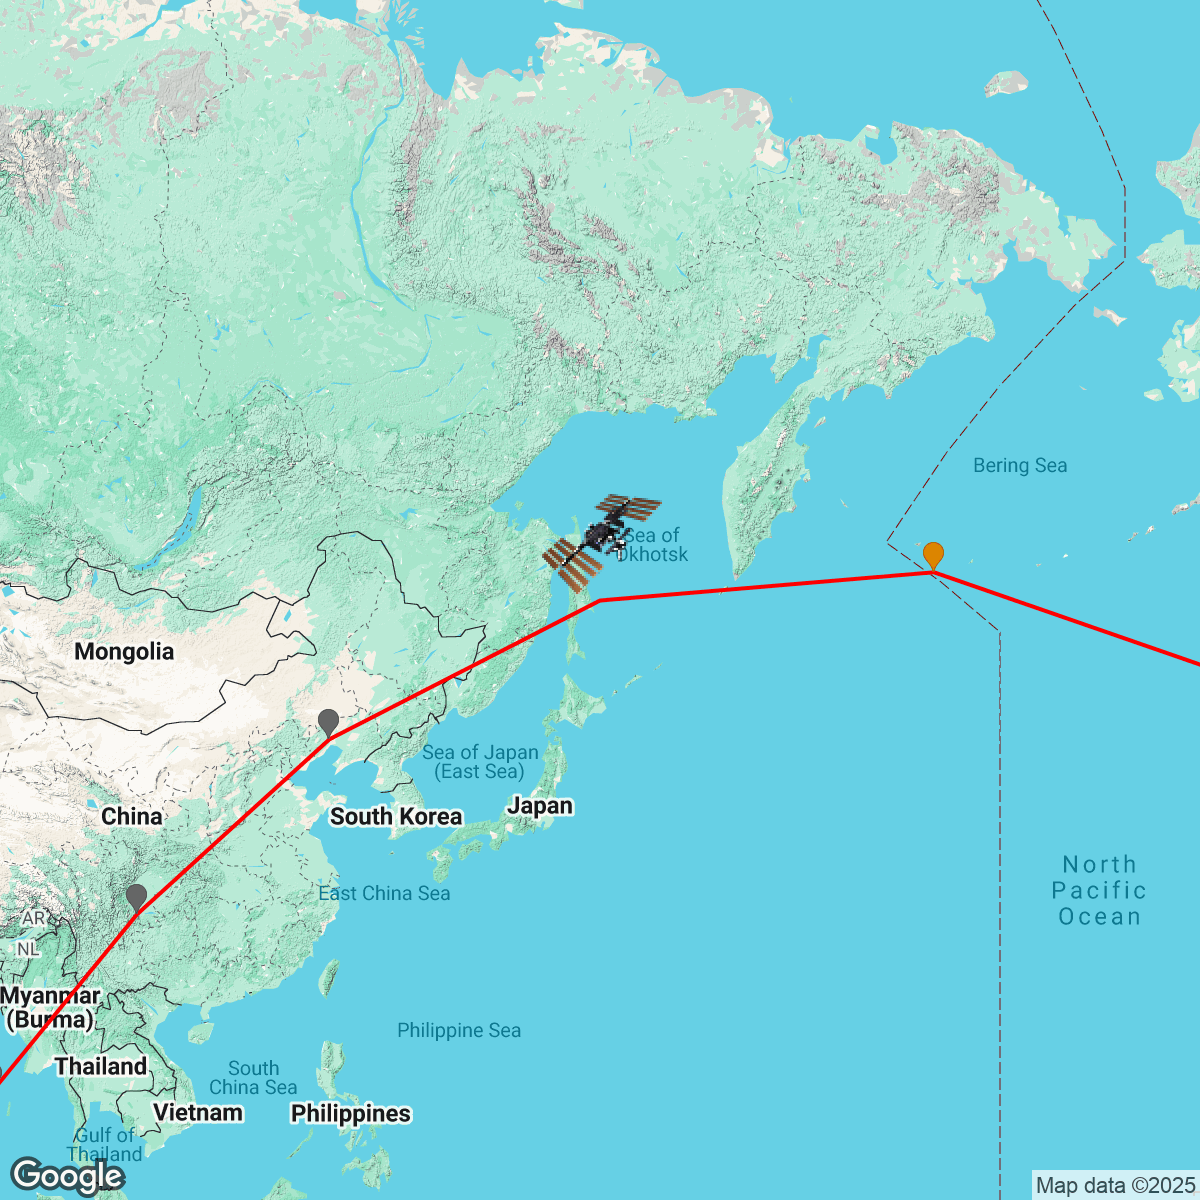 Bering Sea
Sea of
Okhotsk
Mongolia
Sea of Japan
(East Sea)
Japan
China
South Korea
North
Pacific
Ocean
East China Sea
AR
NL
Myanmar
(Burma)
Philippine Sea
Thailand
South
China Sea
Vietnam
Philippines
Gulf of
Thailand
Google
Map data ©2025